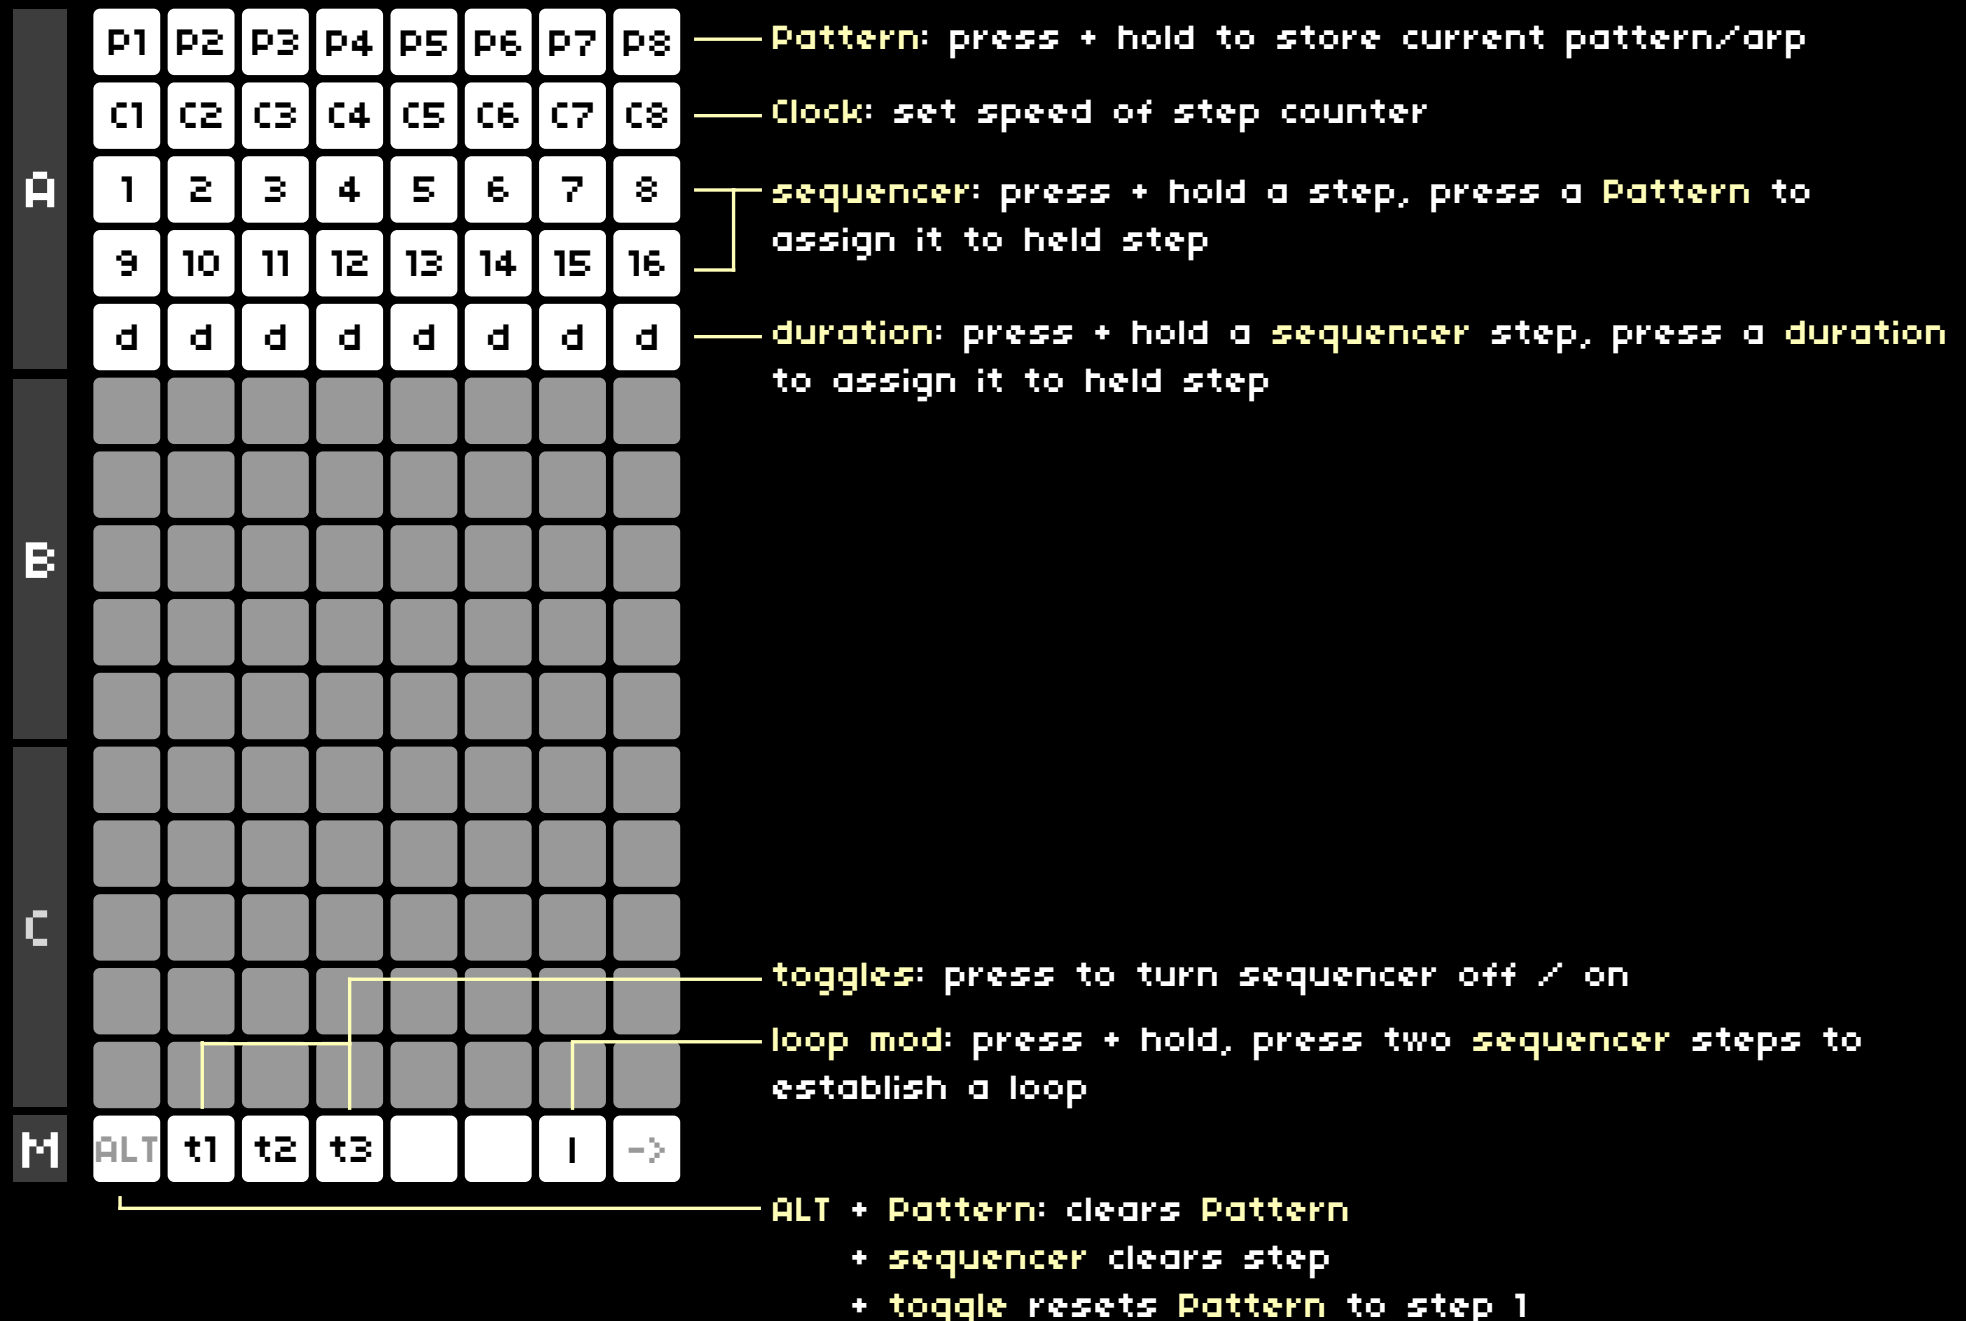 P1 P2 P3 P4 P5 P6 P7 P8 Pattern: press + hold to store current pattern/arp
C1 C2 C3 C4 C5 C6 C7 C8 Clock: set speed of step counter
A 1 2 3 4 5 6 7 8 sequencer: press + hold a step, press a Pattern to
assign it to held step
9 10 11 12 13 14 15 16
d d d d d d d d duration: press + hold a sequencer step, press a duration
to assign it to held step
B
C
toggles: press to turn sequencer off / on
loop mod: press + hold, press two sequencer steps to
establish a loop
M ALT t1 t2 t3 l ->
ALT + Pattern: clears Pattern
+ sequencer clears step
+ toggle resets Pattern to step 1